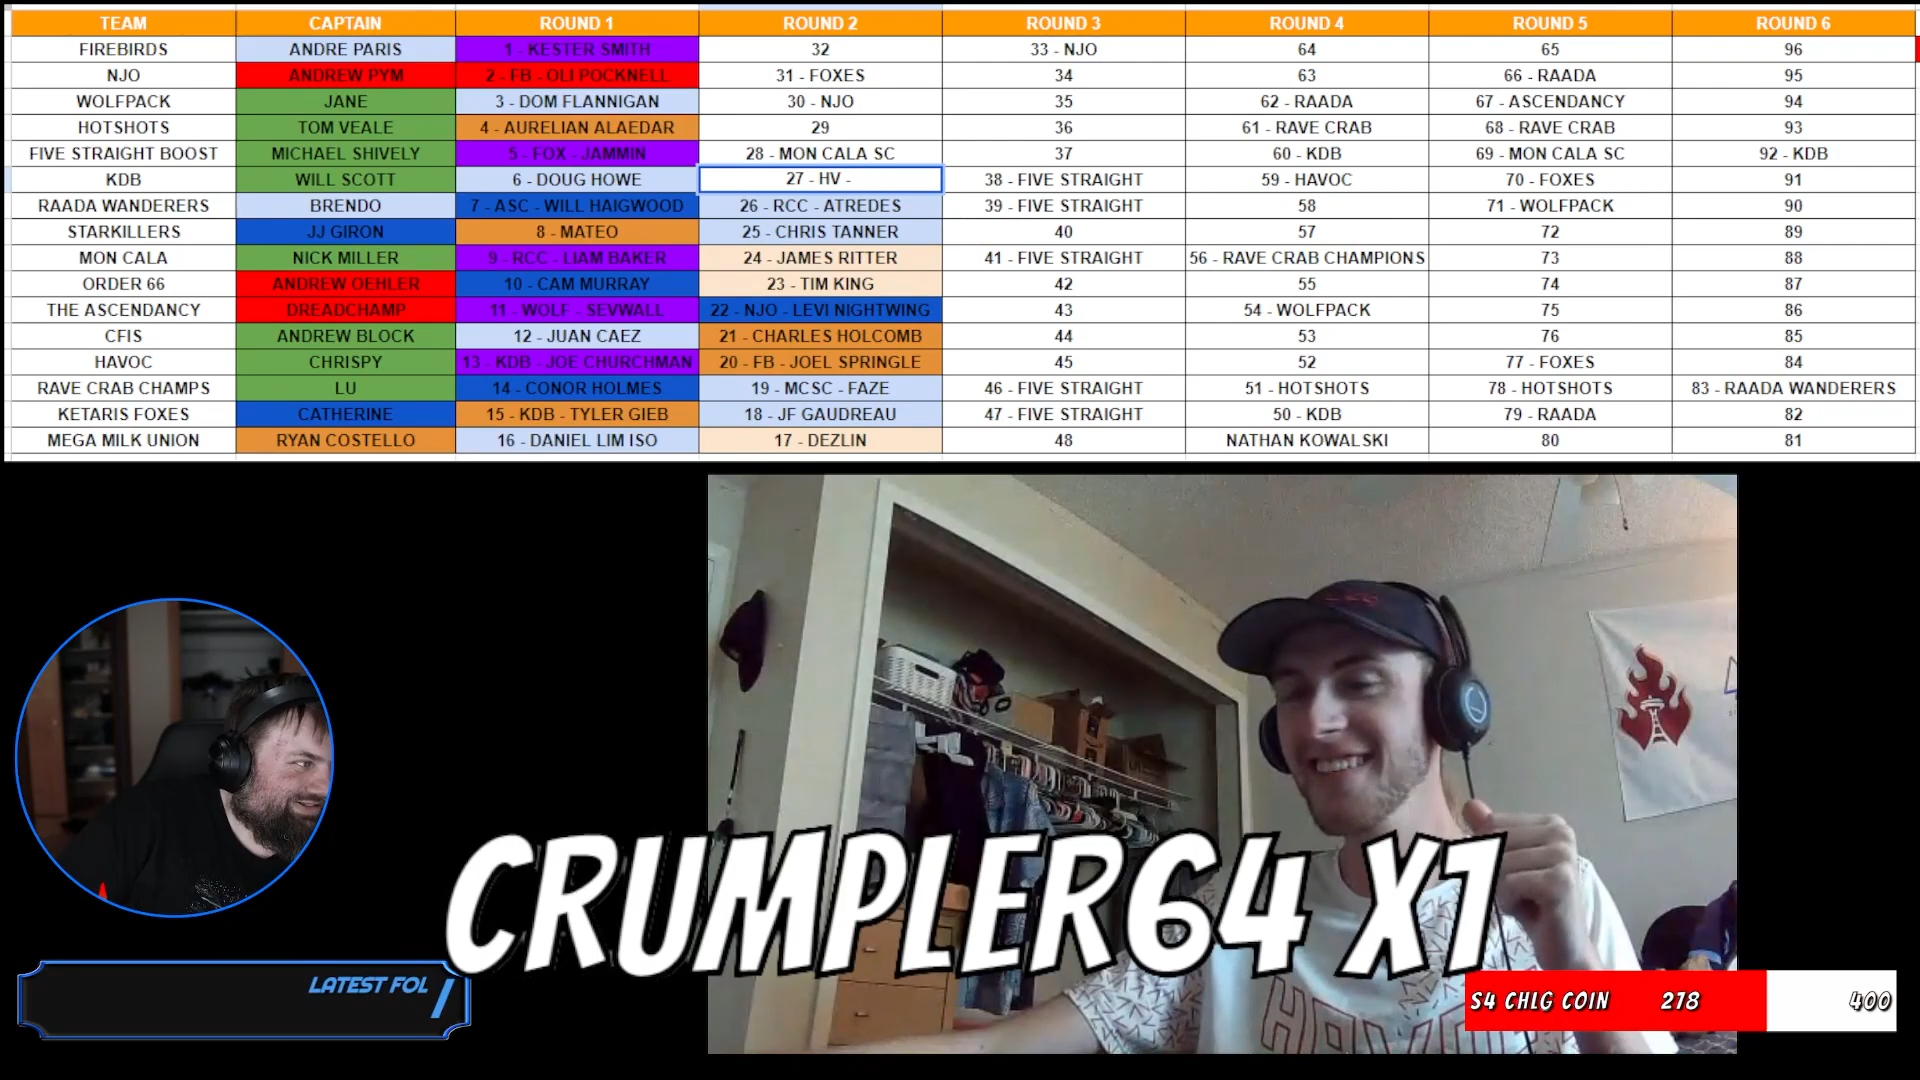 TEAM CAPTAIN ROUND 1 ROUND 2 ROUND 3 ROUND 4 ROUND 5 ROUND 6
FIREBIRDS ANDRE PARIS 1 - KESTER SMITH 32 33 - NJO 64 65 96
NJO ANDREW PYM 2 - FB - OLI POCKNELL 31 - FOXES 34 63 66 - RAADA 95
WOLFPACK JANE 3 - DOM FLANNIGAN 30 - NJO 35 62 - RAADA 67 - ASCENDANCY 94
HOTSHOTS TOM VEALE 4 - AURELIAN ALAEDAR 29 36 61 - RAVE CRAB 68 - RAVE CRAB 93
FIVE STRAIGHT BOOST MICHAEL SHIVELY 5 - FOX - JAMMIN 28 - MON CALA SC 37 60 - KDB 69 - MON CALA SC 92 - KDB
KDB WILL SCOTT 6 - DOUG HOWE 27 - HV - 38 - FIVE STRAIGHT 59 - HAVOC 70 - FOXES 91
RAADA WANDERERS BRENDO 7 - ASC - WILL HAIGWOOD 26 - RCC - ATREDES 39 - FIVE STRAIGHT 58 71 - WOLFPACK 90
STARKILLERS JJ GIRON 8 - MATEO 25 - CHRIS TANNER 40 57 72 89
MON CALA NICK MILLER 9 - RCC - LIAM BAKER 24 - JAMES RITTER 41 - FIVE STRAIGHT 56 - RAVE CRAB CHAMPIONS 73 88
ORDER 66 ANDREW OEHLER 10 - CAM MURRAY 23 - TIM KING 42 55 74 87
THE ASCENDANCY DREADCHAMP 11 - WOLF - SEVWALL 22 - NJO - LEVI NIGHTWING 43 54 - WOLFPACK 75 86
CFIS ANDREW BLOCK 12 - JUAN CAEZ 21 - CHARLES HOLCOMB 44 53 76 85
HAVOC CHRISPY 13 - KDB - JOE CHURCHMAN 20 - FB - JOEL SPRINGLE 45 52 77 - FOXES 84
RAVE CRAB CHAMPS LU 14 - CONOR HOLMES 19 - MCSC - FAZE 46 - FIVE STRAIGHT 51 - HOTSHOTS 78 - HOTSHOTS 83 - RAADA WANDERERS
KETARIS FOXES CATHERINE 15 - KDB - TYLER GIEB 18 - JF GAUDREAU 47 - FIVE STRAIGHT 50 - KDB 79 - RAADA 82
MEGA MILK UNION RYAN COSTELLO 16 - DANIEL LIM ISO 17 - DEZLIN 48 NATHAN KOWALSKI 80 81
CRUMPLER64 X1
LATEST FOL
S4 CHLG COIN 278 400